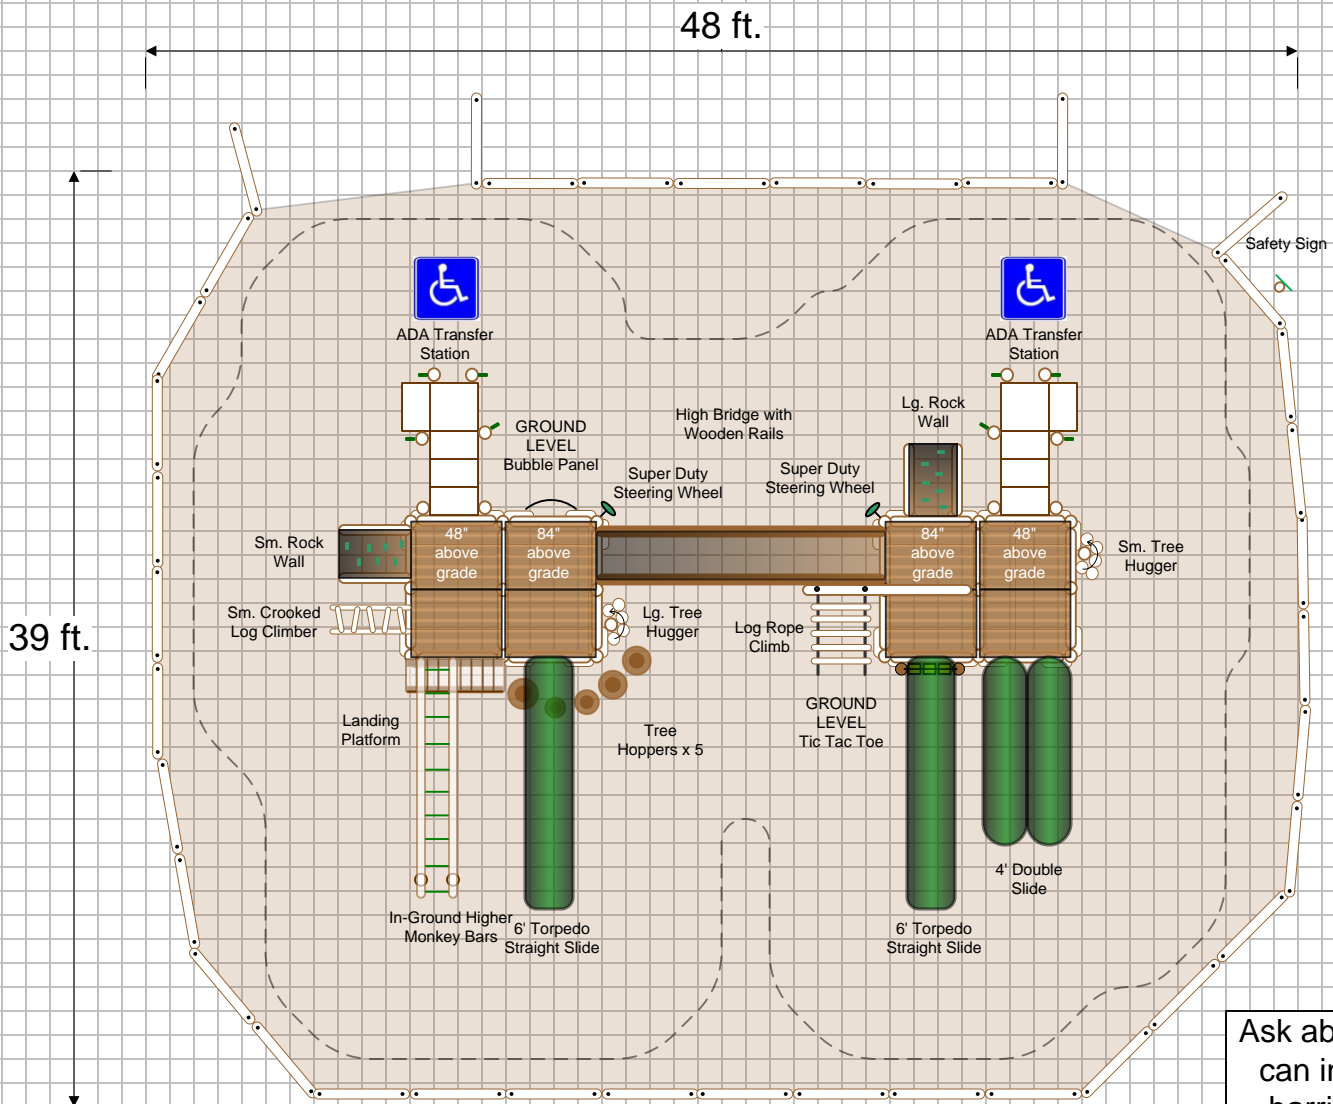 48 ft.
Safety Sign
ADA Transfer
Station
ADA Transfer
Station
High Bridge with
Wooden Rails
Lg. Rock
Wall
GROUND
LEVEL
Bubble Panel
Super Duty
Steering Wheel
Super Duty
Steering Wheel
Sm. Rock
Wall
48"
above
grade
84"
above
grade
84"
above
grade
48"
above
grade
Sm. Tree
Hugger
39 ft.
Sm. Crooked
Log Climber
Lg. Tree
Hugger
Log Rope
Climb
Landing
Platform
Tree
Hoppers x 5
GROUND
LEVEL
Tic Tac Toe
4' Double
Slide
In-Ground Higher
Monkey Bars
6' Torpedo
Straight Slide
6' Torpedo
Straight Slide
Ask ab
can in